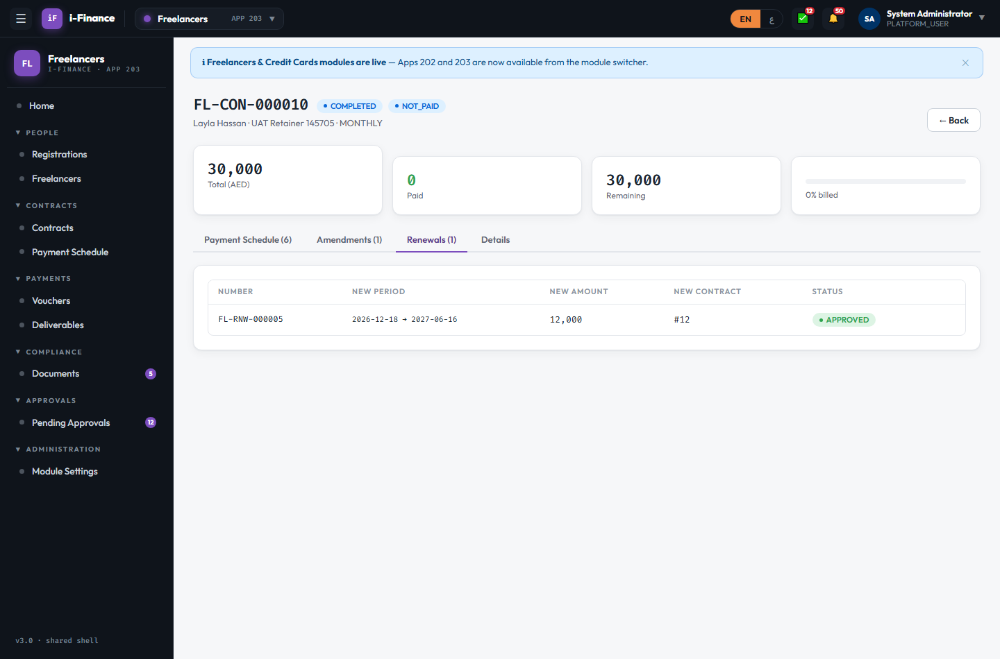 ☰ iF i-Finance Freelancers APP 203 ▼ EN ع 12 50 SA System Administrator ▼
PLATFORM_USER
FL Freelancers
I-FINANCE · APP 203
Home
▼ PEOPLE
Registrations
Freelancers
▼ CONTRACTS
Contracts
Payment Schedule
▼ PAYMENTS
Vouchers
Deliverables
▼ COMPLIANCE
Documents 5
▼ APPROVALS
Pending Approvals 12
▼ ADMINISTRATION
Module Settings
v3.0 · shared shell
ℹ Freelancers & Credit Cards modules are live — Apps 202 and 203 are now available from the module switcher. ×
FL-CON-000010 COMPLETED NOT_PAID
Layla Hassan · UAT Retainer 145705 · MONTHLY
← Back
30,000
Total (AED)
0
Paid
30,000
Remaining
0% billed
Payment Schedule (6) Amendments (1) Renewals (1) Details
NUMBER NEW PERIOD NEW AMOUNT NEW CONTRACT STATUS
FL-RNW-000005 2026-12-18 → 2027-06-16 12,000 #12 APPROVED